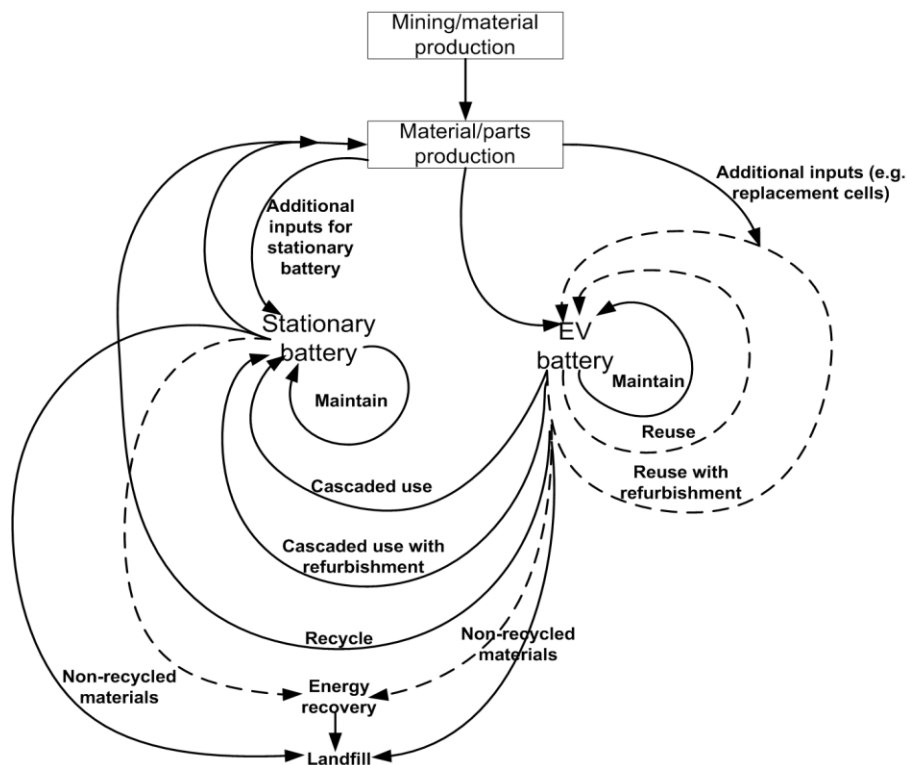 Mining/material
production
Material/parts
production
Additional inputs (e.g.
replacement cells)
Additional
inputs for
stationary
battery
Stationary
battery
EV
battery
Maintain
Maintain
Reuse
Reuse with
refurbishment
Cascaded use
Cascaded use with
refurbishment
Recycle
Non-recycled
materials
Non-recycled
materials
Energy
recovery
Landfill